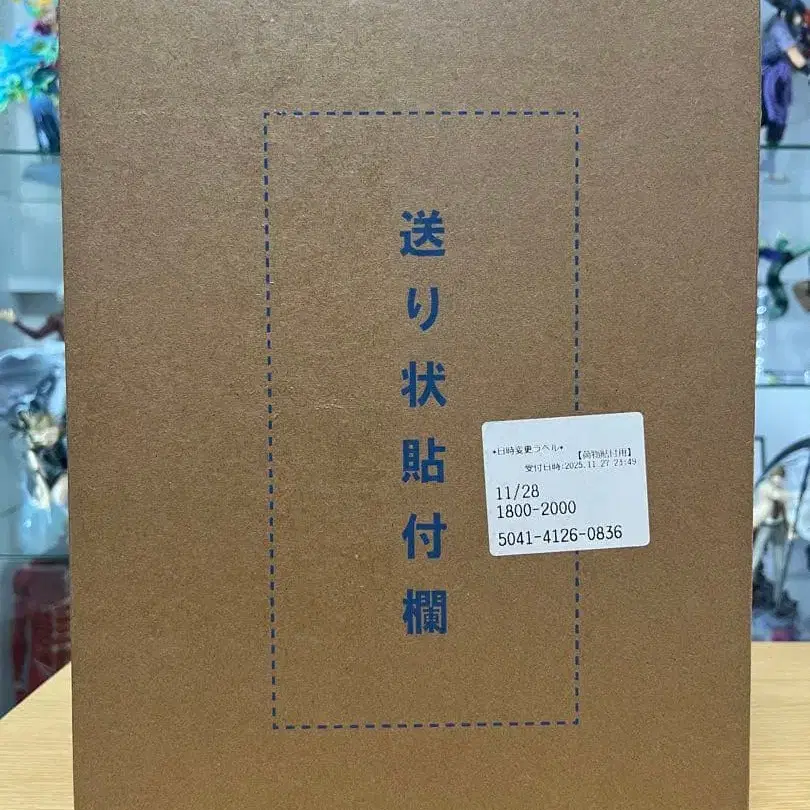 送り状貼付欄
*日時変更ラベル*
【荷物貼付用】
受付日時:2025.11.27 23:49
11/28
1800-2000
5041-4126-0836